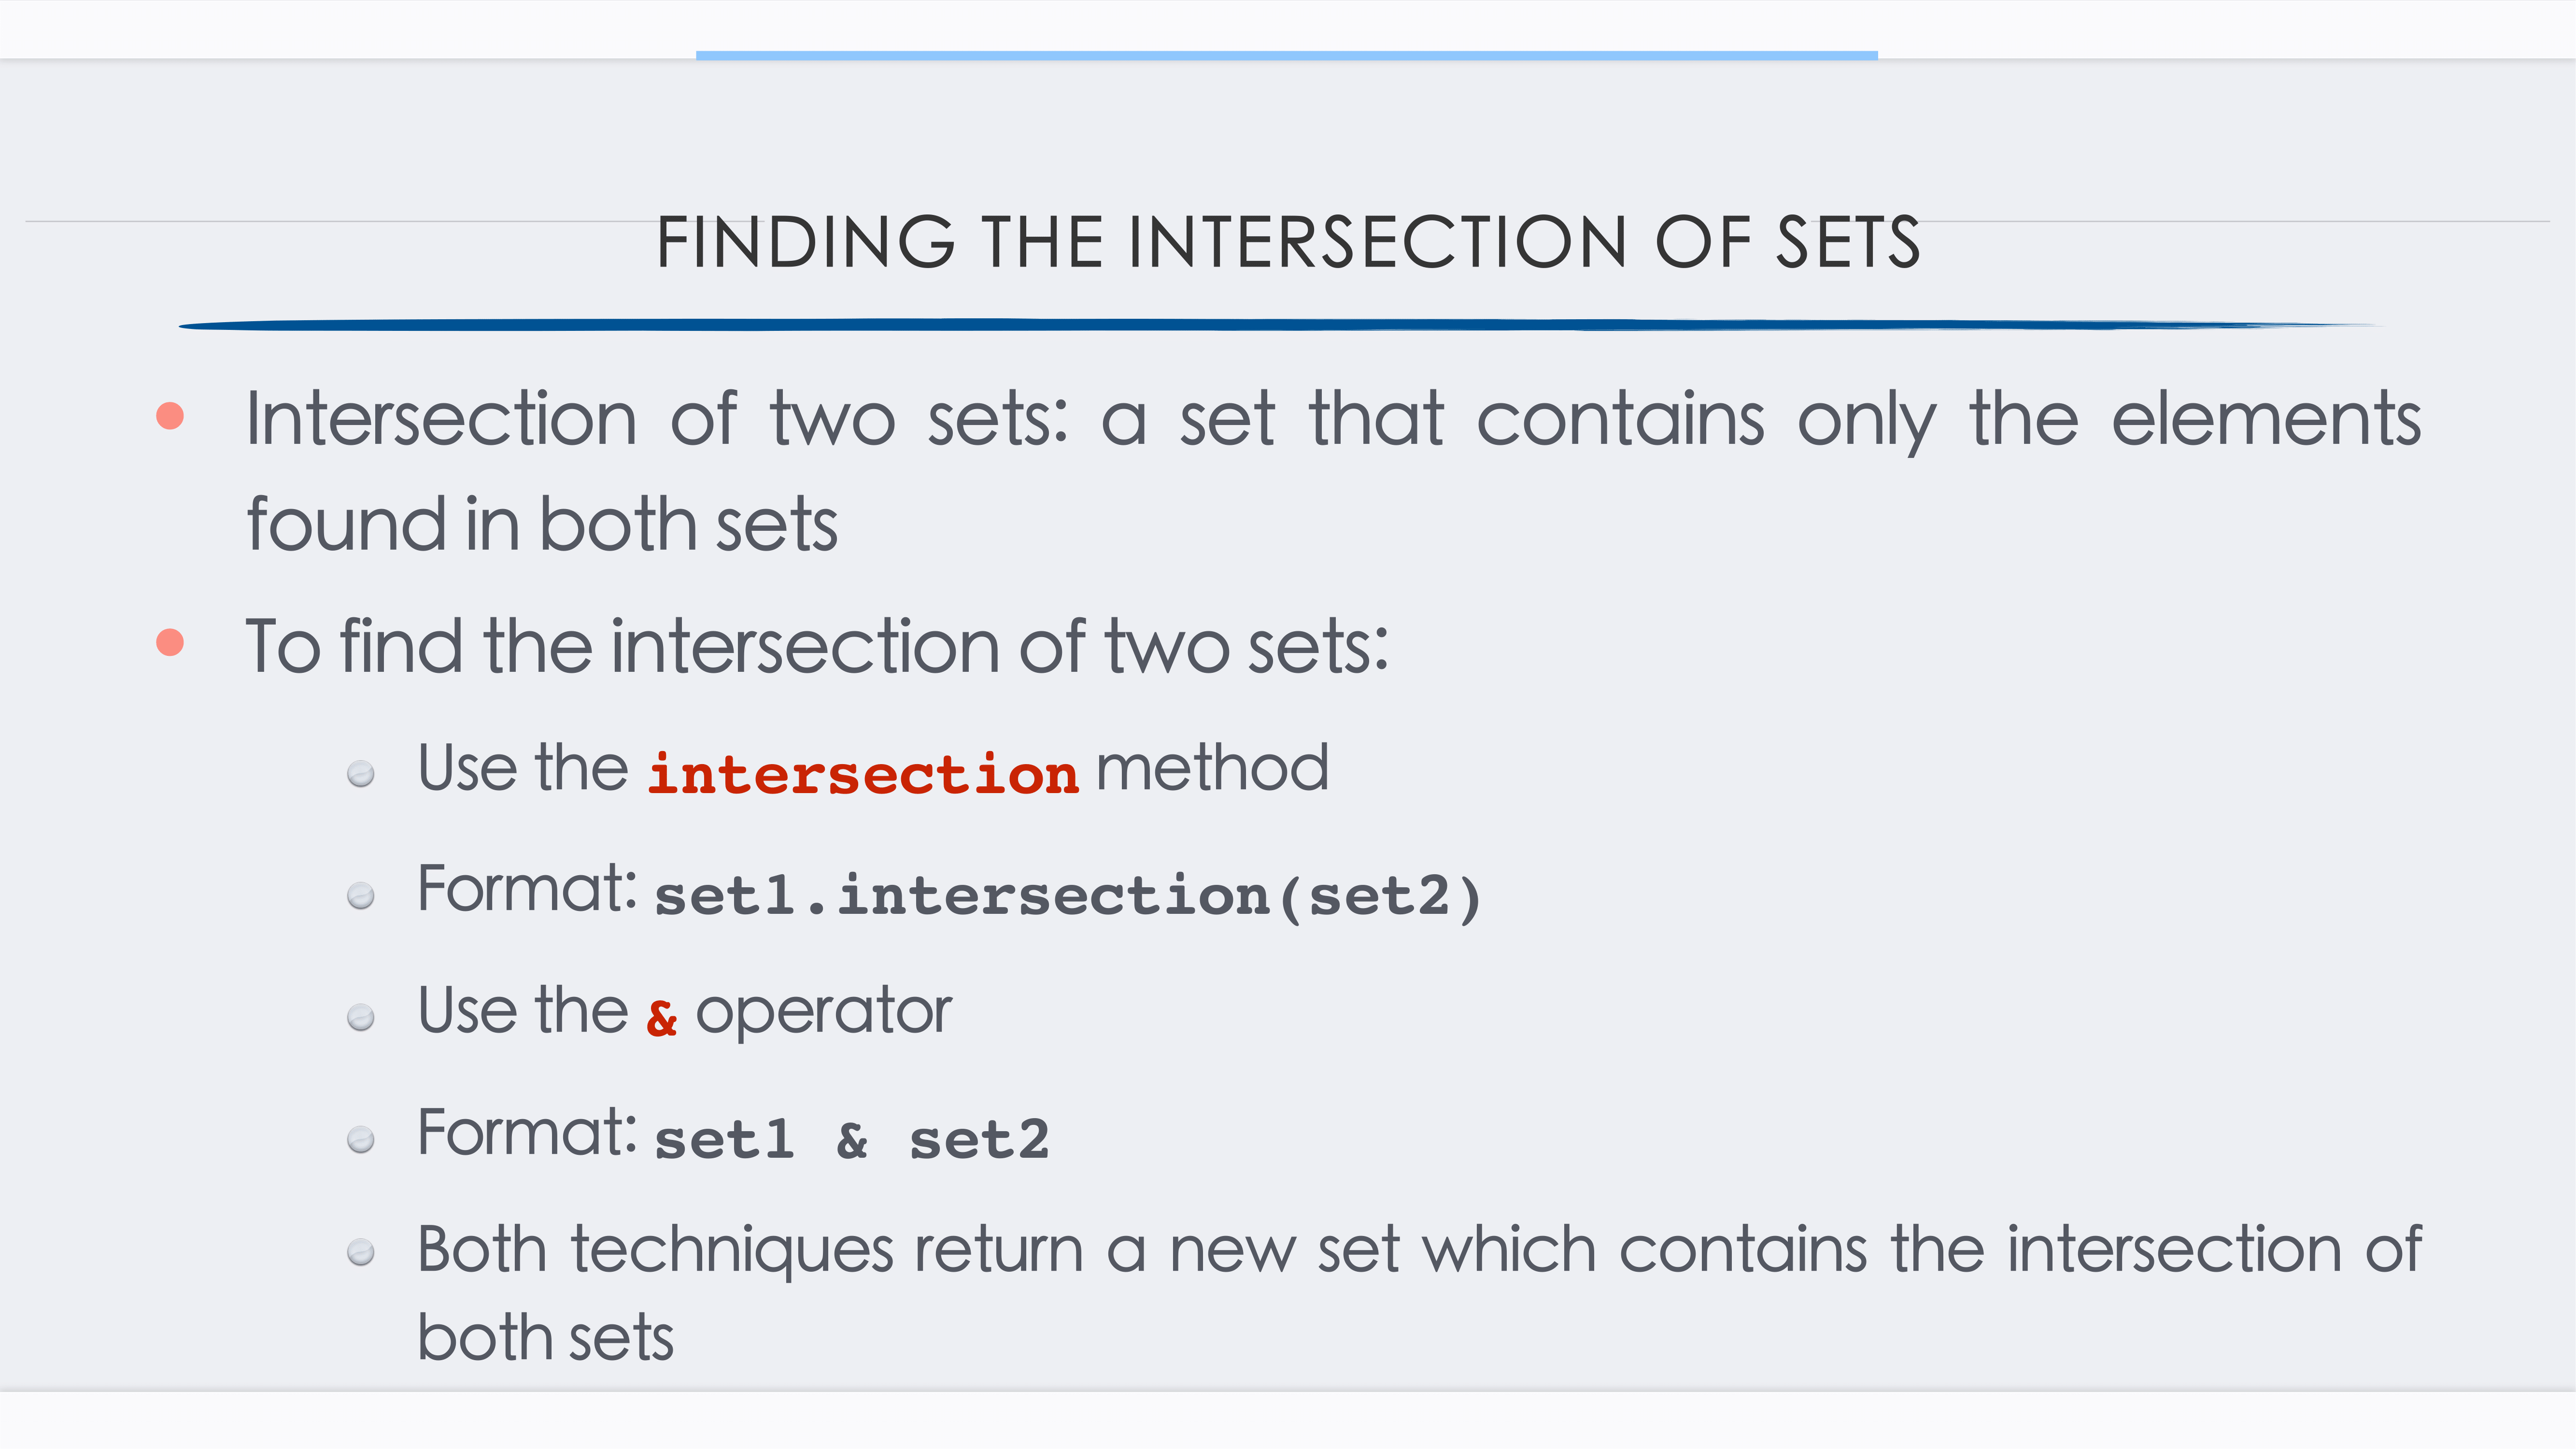 FINDING THE INTERSECTION OF SETS
Intersection of two sets: a set that contains only the elements
found in both sets
To find the intersection of two sets:
Use the intersection method
Format: set1.intersection(set2)
Use the & operator
Format: set1 & set2
Both techniques return a new set which contains the intersection of
both sets